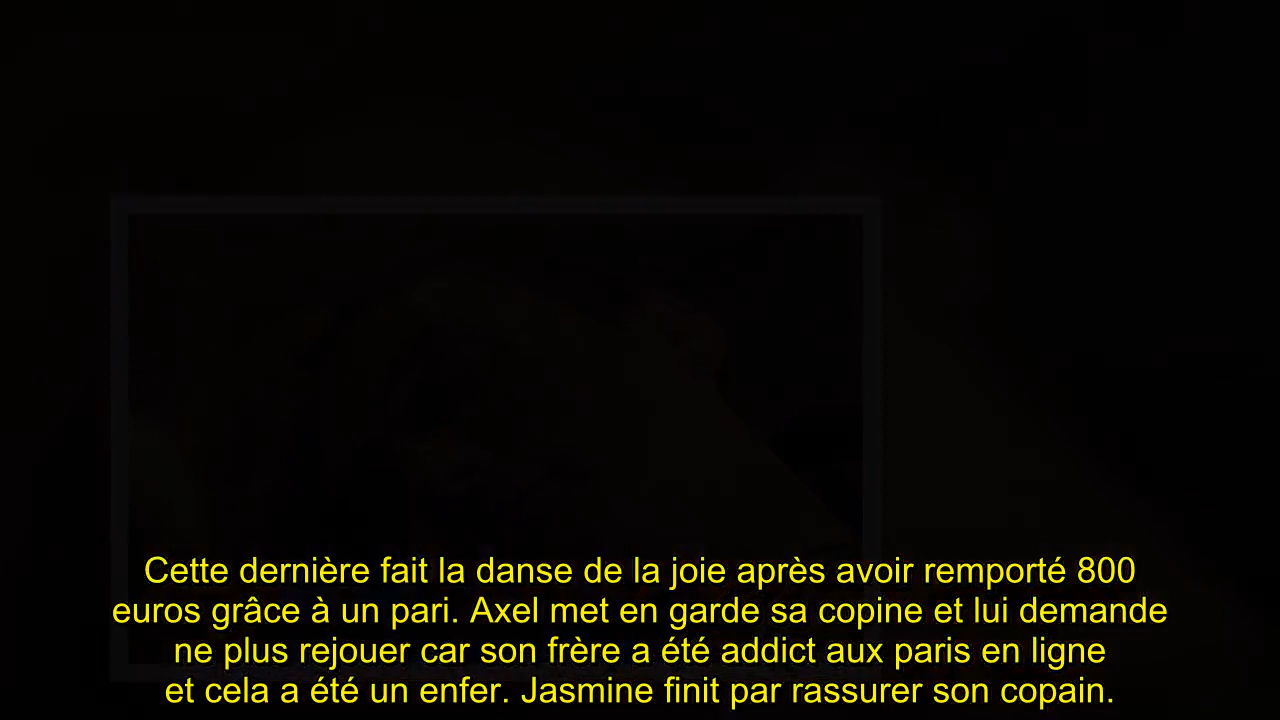 Cette dernière fait la danse de la joie après avoir remporté 800
euros grâce à un pari. Axel met en garde sa copine et lui demande
ne plus rejouer car son frère a été addict aux paris en ligne
et cela a été un enfer. Jasmine finit par rassurer son copain.